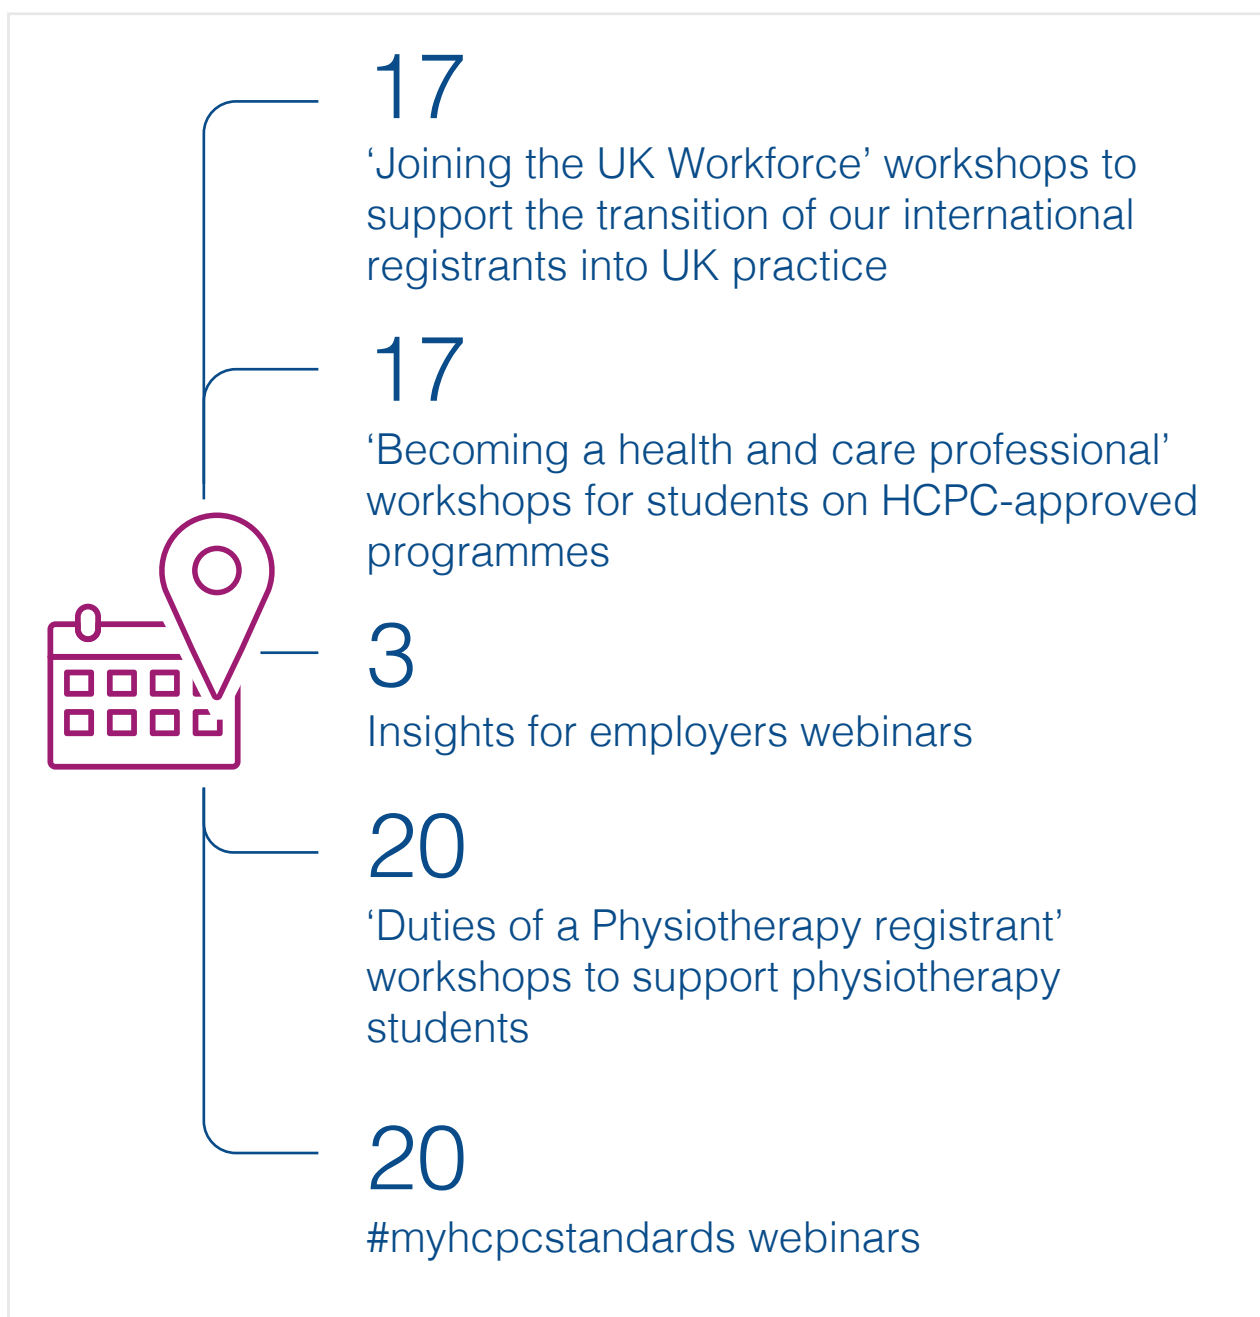 17
‘Joining the UK Workforce’ workshops to
support the transition of our international
registrants into UK practice
17
‘Becoming a health and care professional’
workshops for students on HCPC-approved
programmes
3
Insights for employers webinars
20
‘Duties of a Physiotherapy registrant’
workshops to support physiotherapy
students
20
#myhcpcstandards webinars